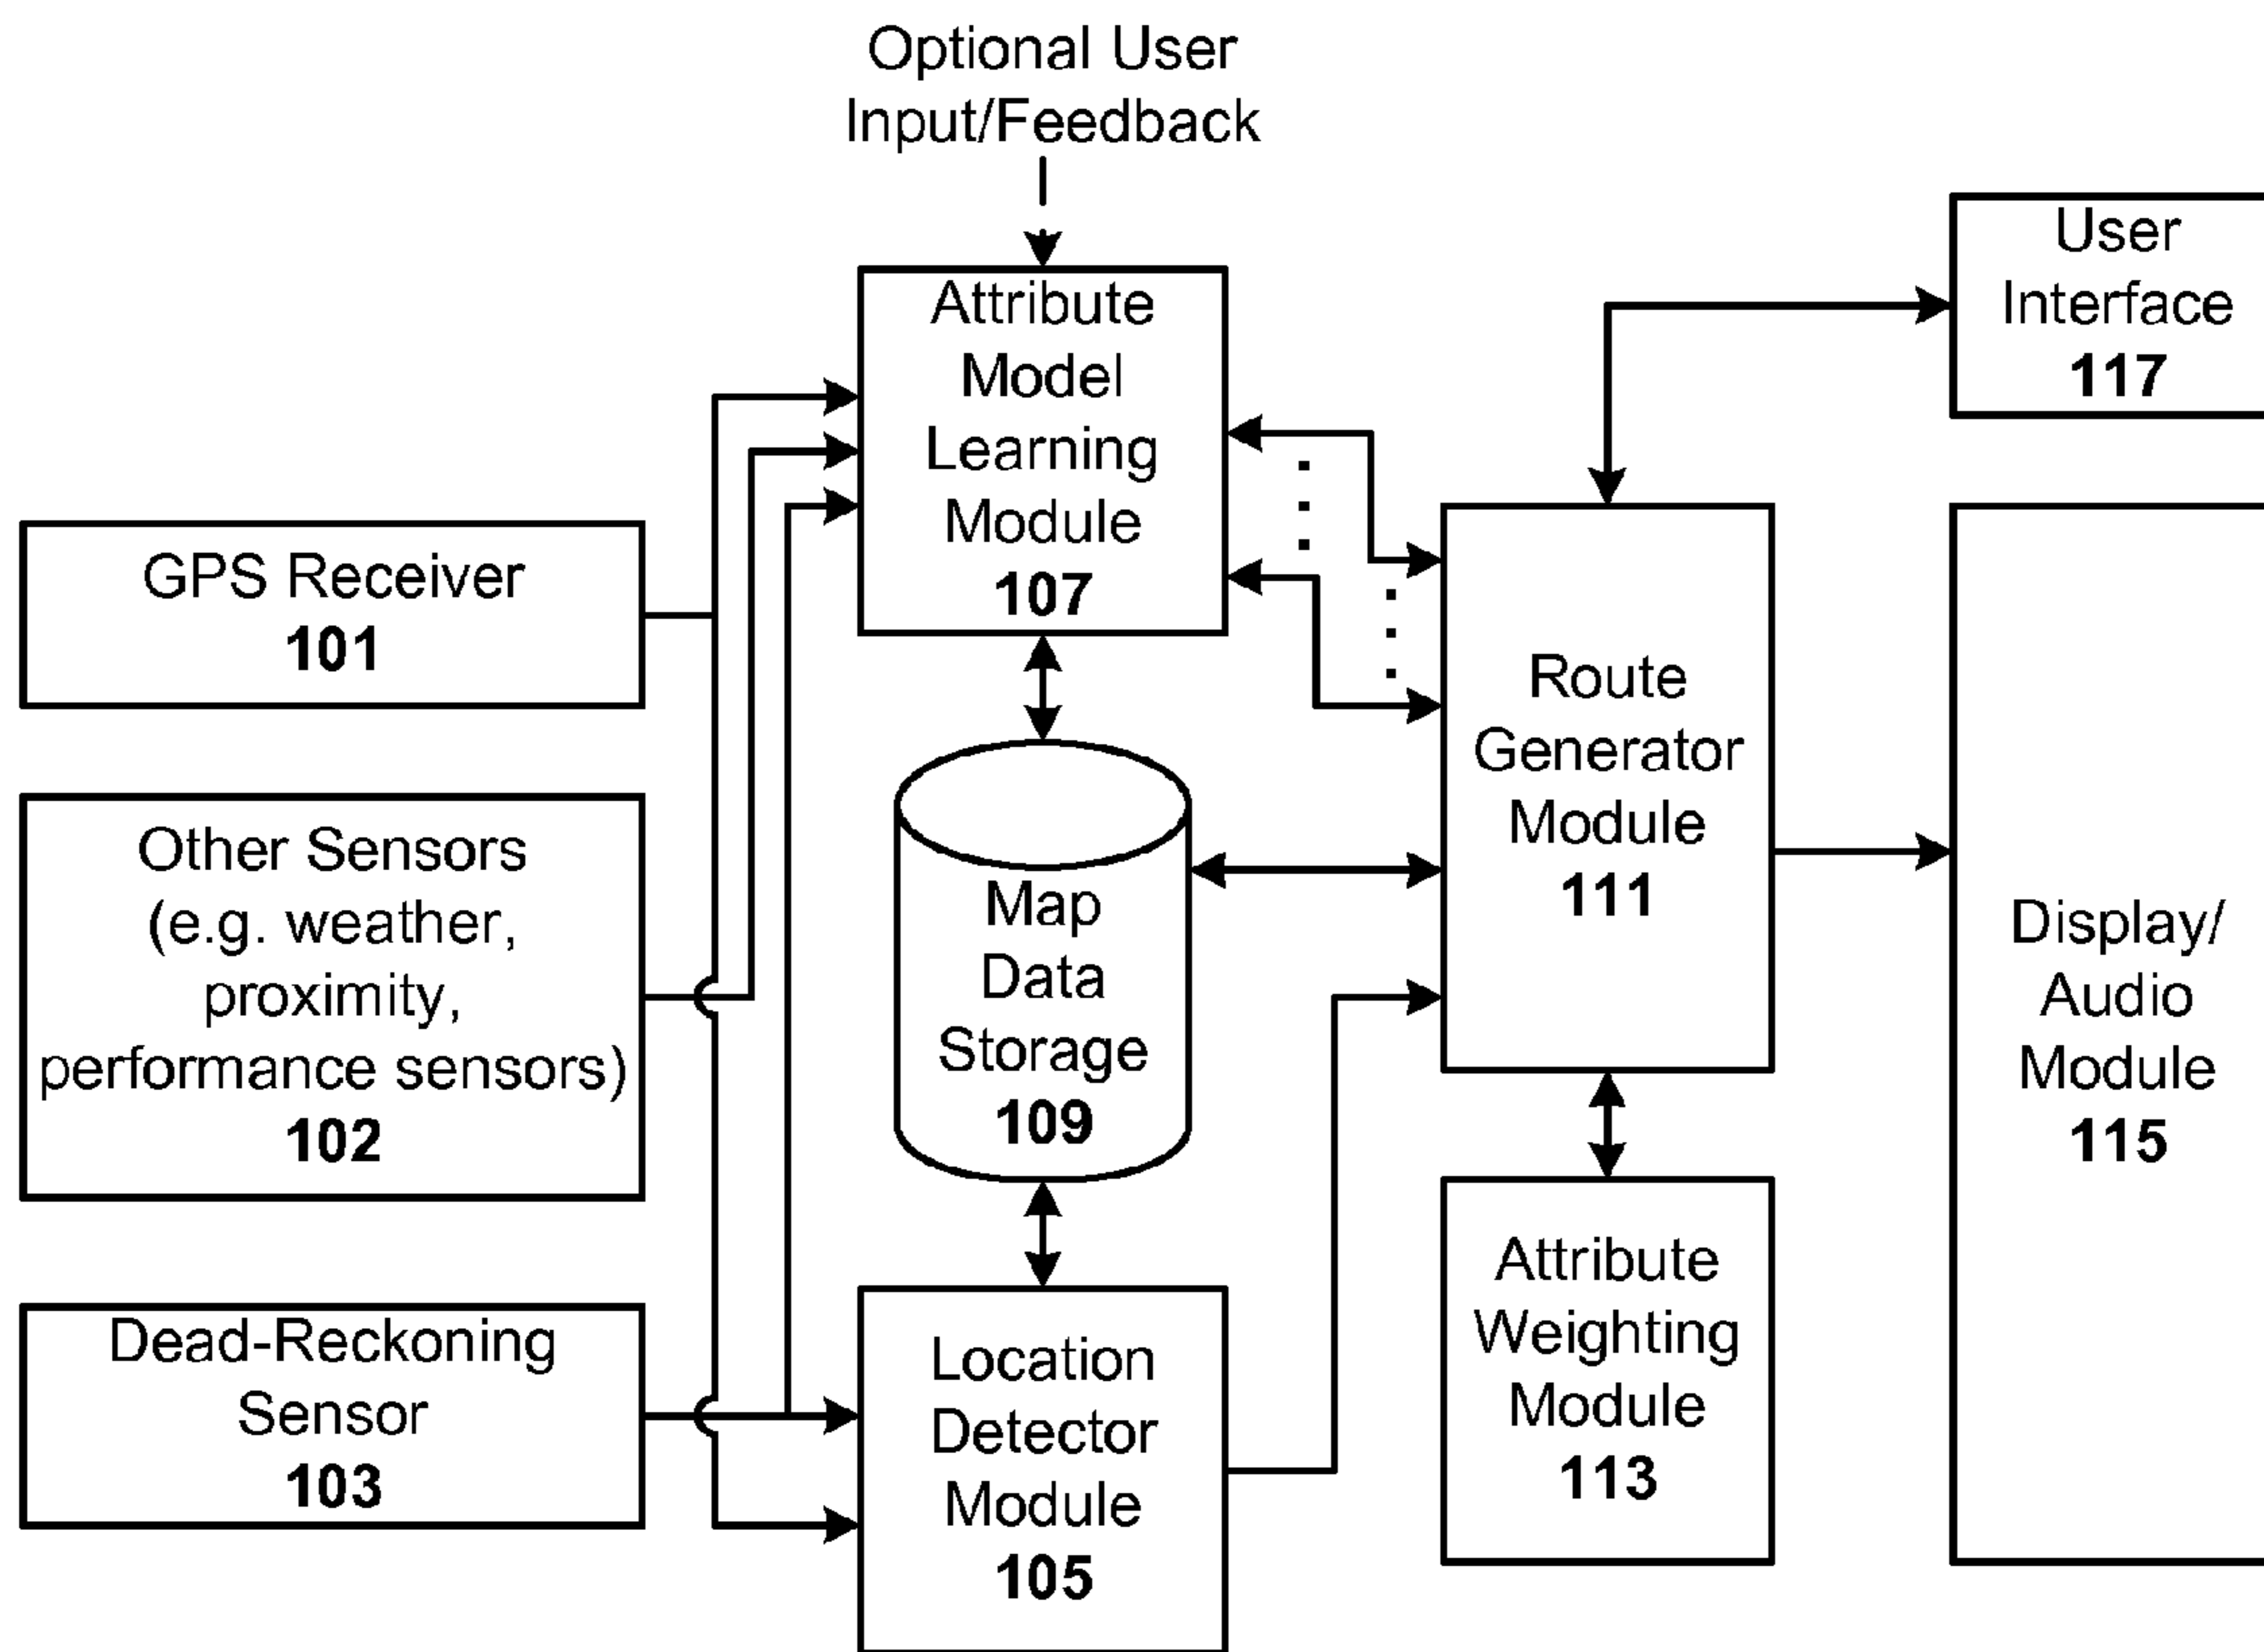 Optional User
Input/Feedback
Attribute
Model
Learning
Module
107
User
Interface
117
GPS Receiver
101
Other Sensors
(e.g. weather,
proximity,
performance sensors)
102
Map
Data
Storage
109
Route
Generator
Module
111
Display/
Audio
Module
115
Dead-Reckoning
Sensor
103
Location
Detector
Module
105
Attribute
Weighting
Module
113